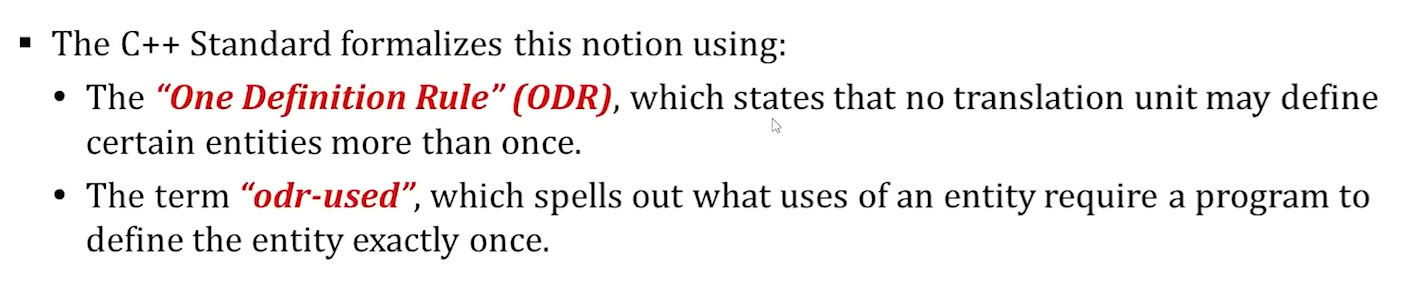 ▪ The C++ Standard formalizes this notion using:
• The “One Definition Rule” (ODR), which states that no translation unit may define
certain entities more than once.
• The term “odr-used”, which spells out what uses of an entity require a program to
define the entity exactly once.